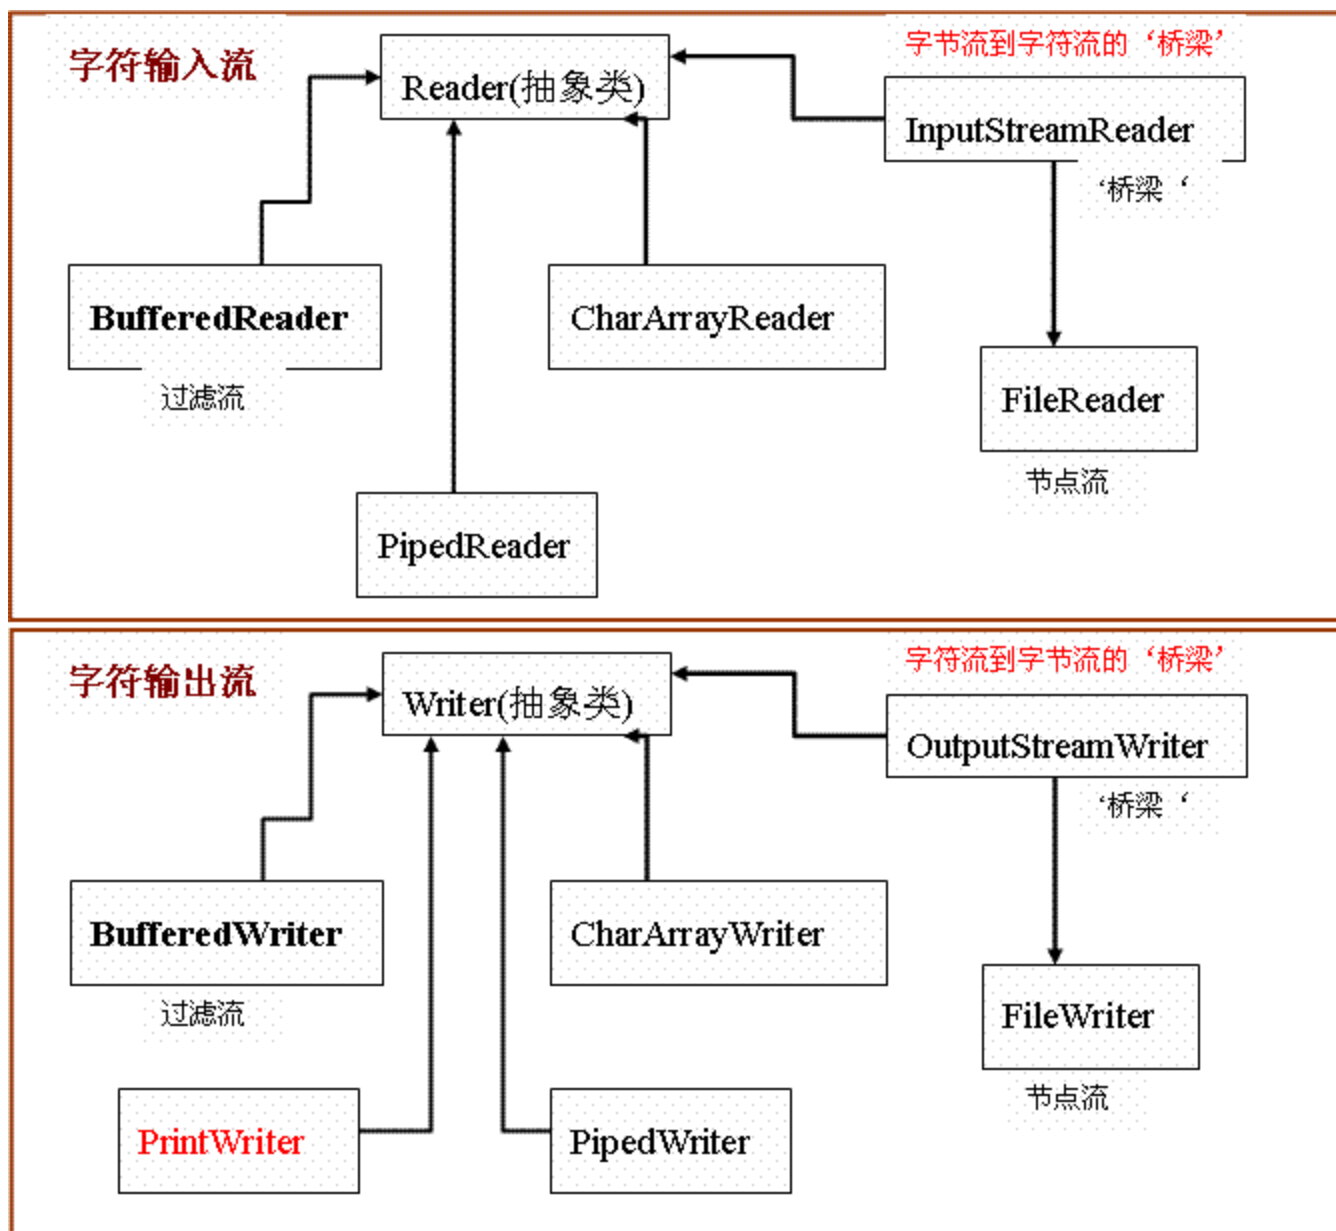 字符输入流
Reader(抽象类)
字节流到字符流的‘桥梁’
InputStreamReader
‘桥梁‘
BufferedReader
过滤流
CharArrayReader
FileReader
节点流
PipedReader
字符输出流
Writer(抽象类)
字符流到字节流的‘桥梁’
OutputStreamWriter
‘桥梁‘
BufferedWriter
过滤流
CharArrayWriter
FileWriter
节点流
PrintWriter
PipedWriter